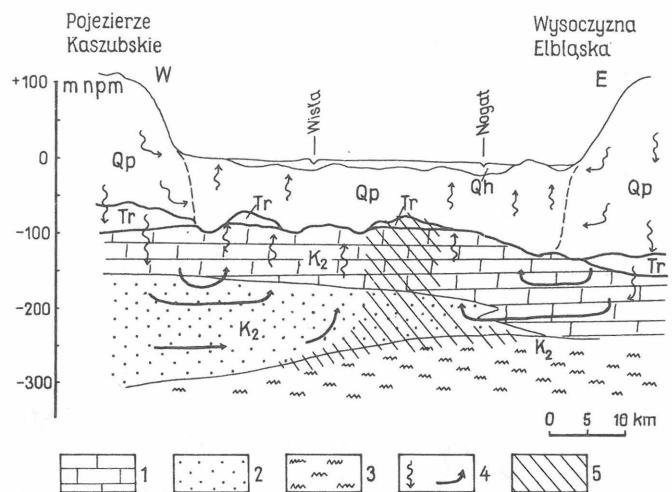 Pojezierze
Kaszubskie
Wysoczyzna
Elbląska
W
E
+100
m npm
Wisła
Nogat
0
Qp
Qp
Qh
Tr
Qp
Tr
Tr
-100
K2
Tr
-200
K2
K2
-300
0 5 10 km
1 2 3 4 5